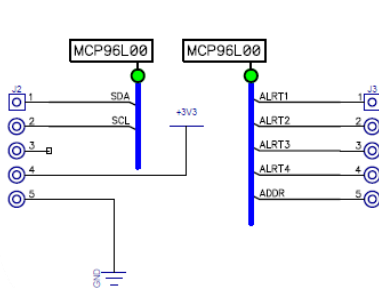 MCP96L00 MCP96L00
J2 J3
1 SDA ALRT1 1
+3V3
2 SCL ALRT2 2
3 ALRT3 3
4 ALRT4 4
5 ADDR 5
GND